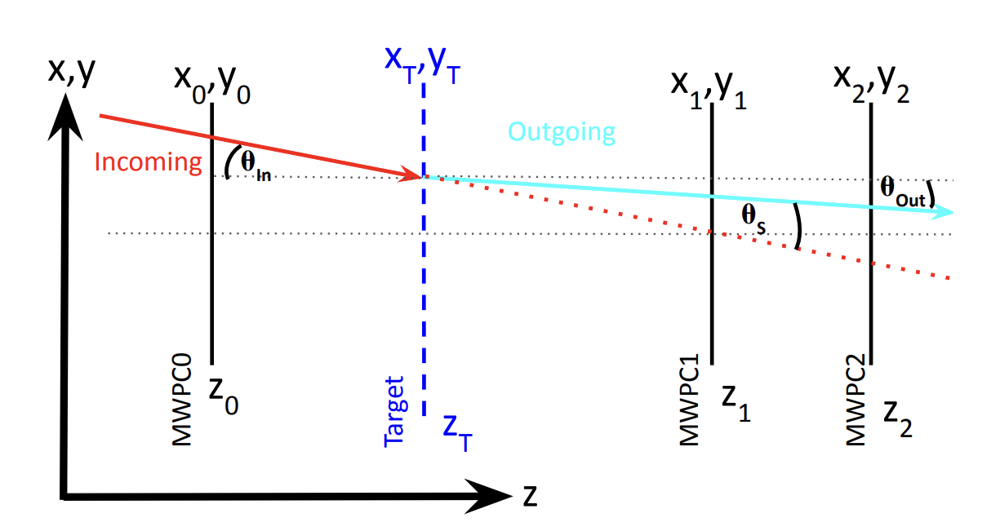 x,y
x0,y0
xT,yT
x1,y1
x2,y2
Incoming
θIn
Outgoing
θOut
θS
MWPC0
z0
Target
zT
MWPC1
z1
MWPC2
z2
z